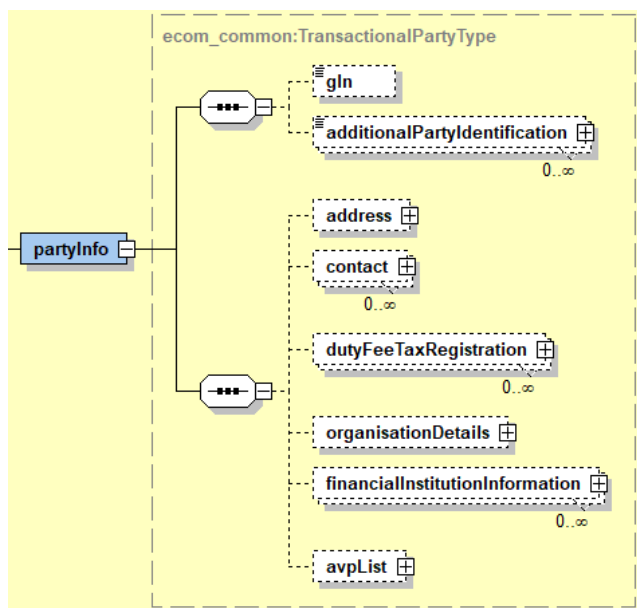 ecom_common:TransactionalPartyType
gln
additionalPartyIdentification
0..∞
address
partyInfo
contact
0..∞
dutyFeeTaxRegistration
0..∞
organisationDetails
financialInstitutionInformation
0..∞
avpList